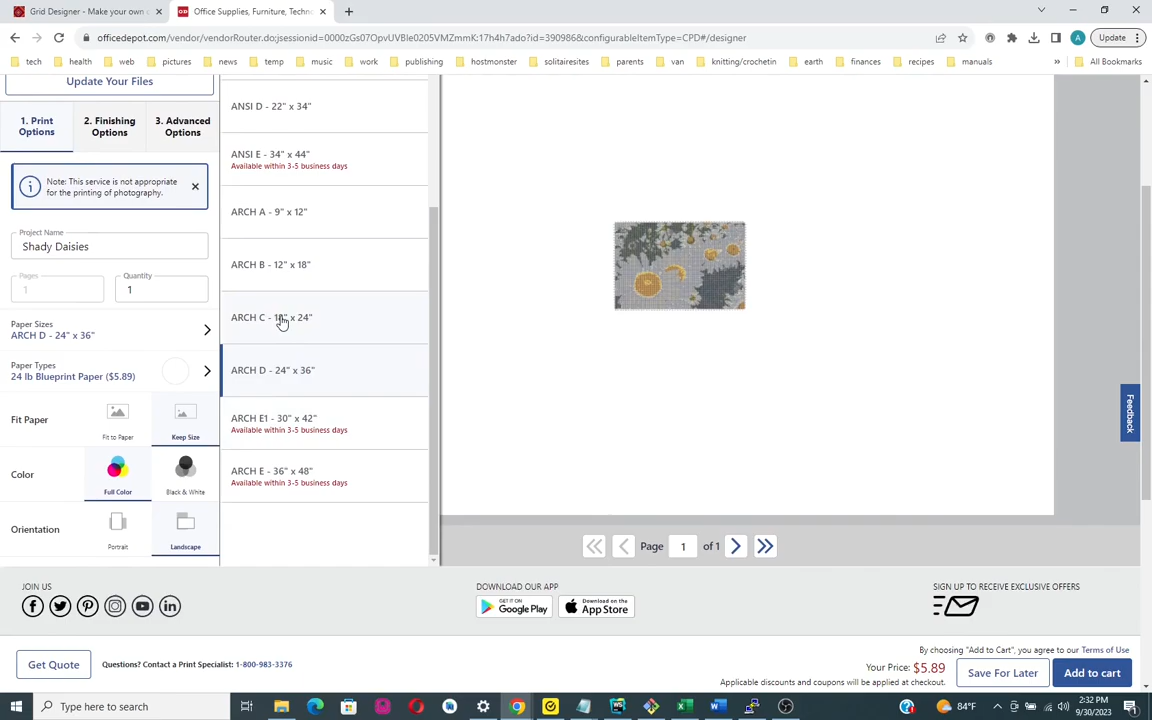 Grid Designer - Make your own c
Office Supplies, Furniture, Techn
officedepot.com/vendor/vendorRouter.do;jsessionid=0000zGs07OpvUVBle0205VMZmmK:17h4h7ado?id=390986&configurableItemType=CPD#/designer
Update
tech
health
web
pictures
news
temp
music
work
publishing
hostmonster
solitairesites
parents
van
knitting/crochetin
earth
finances
recipes
manuals
»
All Bookmarks
Update Your Files
1. Print Options
2. Finishing Options
3. Advanced Options
Note: This service is not appropriate
for the printing of photography.
Project Name
Shady Daisies
Pages
1
Quantity
1
Paper Sizes
ARCH D - 24" x 36"
Paper Types
24 lb Blueprint Paper ($5.89)
Fit Paper
Fit to Paper
Keep Size
Color
Full Color
Black & White
Orientation
Portrait
Landscape
ANSI D - 22" x 34"
ANSI E - 34" x 44"
Available within 3-5 business days
ARCH A - 9" x 12"
ARCH B - 12" x 18"
ARCH C - 18" x 24"
ARCH D - 24" x 36"
ARCH E1 - 30" x 42"
Available within 3-5 business days
ARCH E - 36" x 48"
Available within 3-5 business days
Feedback
Page 1 of 1
JOIN US
DOWNLOAD OUR APP
GET IT ON
Google Play
Download on the
App Store
SIGN UP TO RECEIVE EXCLUSIVE OFFERS
Get Quote
Questions? Contact a Print Specialist: 1-800-983-3376
By choosing "Add to Cart", you agree to our Terms of Use
Your Price: $5.89
Applicable discounts and coupons will be applied at checkout.
Save For Later
Add to cart
Type here to search
84°F
2:32 PM
9/30/2023